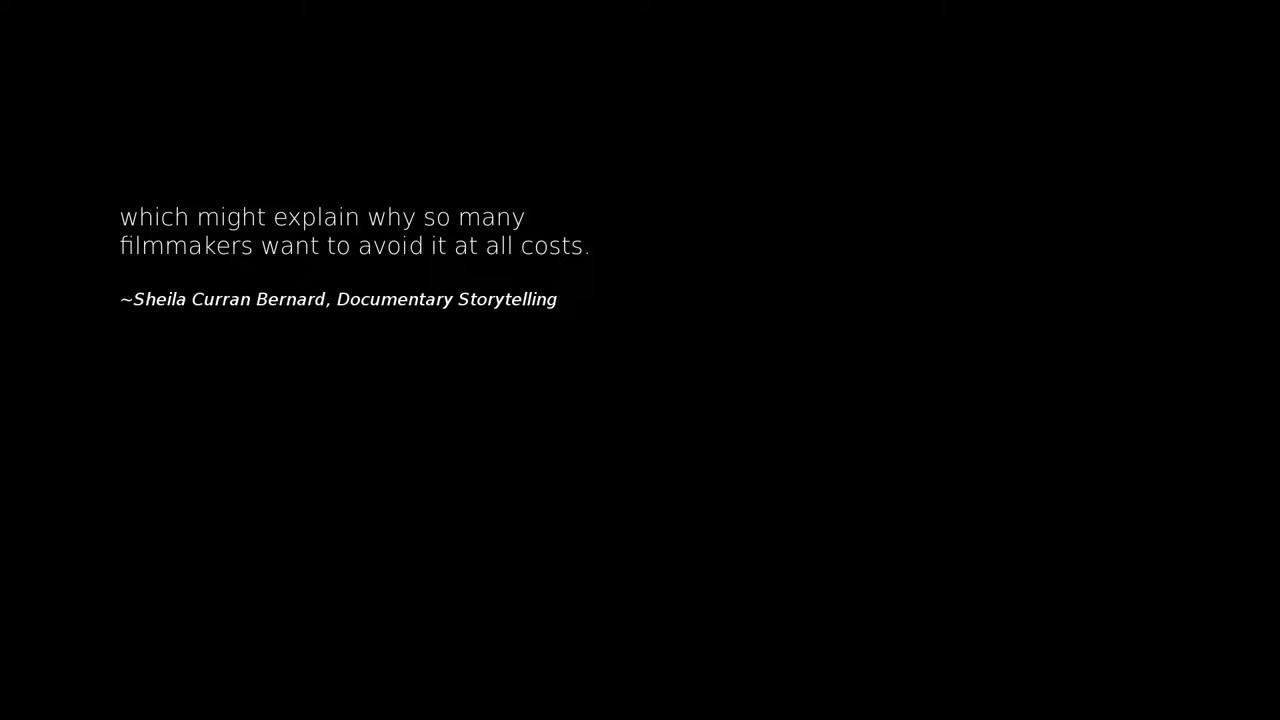 which might explain why so many
filmmakers want to avoid it at all costs.
~Sheila Curran Bernard, Documentary Storytelling